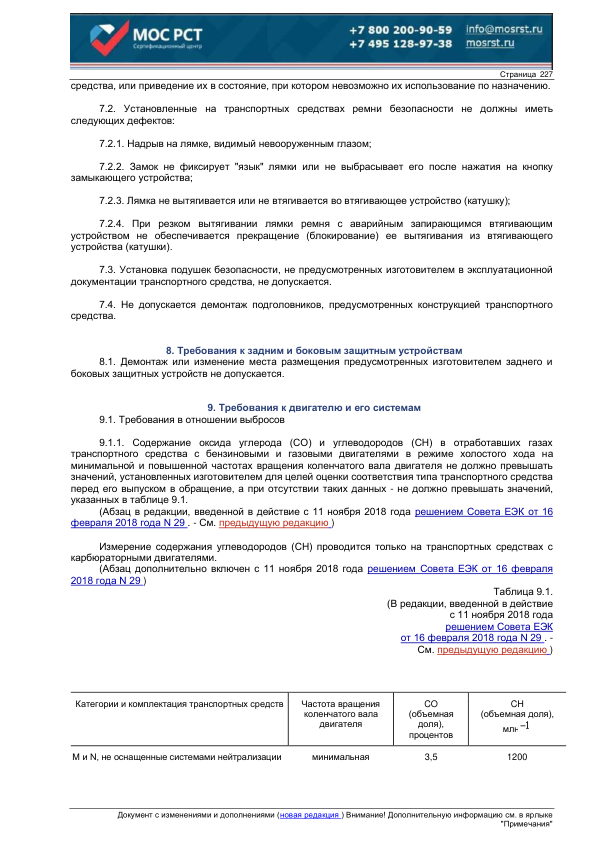 МОС РСТ
Сертификационный центр
+7 800 200-90-59 info@mosrst.ru
+7 495 128-97-38 mosrst.ru
Страница 227
средства, или приведение их в состояние, при котором невозможно их использование по назначению.
7.2. Установленные на транспортных средствах ремни безопасности не должны иметь
следующих дефектов:
7.2.1. Надрыв на лямке, видимый невооруженным глазом;
7.2.2. Замок не фиксирует "язык" лямки или не выбрасывает его после нажатия на кнопку
замыкающего устройства;
7.2.3. Лямка не вытягивается или не втягивается во втягивающее устройство (катушку);
7.2.4. При резком вытягивании лямки ремня с аварийным запирающимся втягивающим
устройством не обеспечивается прекращение (блокирование) ее вытягивания из втягивающего
устройства (катушки).
7.3. Установка подушек безопасности, не предусмотренных изготовителем в эксплуатационной
документации транспортного средства, не допускается.
7.4. Не допускается демонтаж подголовников, предусмотренных конструкцией транспортного
средства.
8. Требования к задним и боковым защитным устройствам
8.1. Демонтаж или изменение места размещения предусмотренных изготовителем заднего и
боковых защитных устройств не допускается.
9. Требования к двигателю и его системам
9.1. Требования в отношении выбросов
9.1.1. Содержание оксида углерода (СО) и углеводородов (СН) в отработавших газах
транспортного средства с бензиновыми и газовыми двигателями в режиме холостого хода на
минимальной и повышенной частотах вращения коленчатого вала двигателя не должно превышать
значений, установленных изготовителем для целей оценки соответствия типа транспортного средства
перед его выпуском в обращение, а при отсутствии таких данных - не должно превышать значений,
указанных в таблице 9.1.
(Абзац в редакции, введенной в действие с 11 ноября 2018 года решением Совета ЕЭК от 16
февраля 2018 года N 29 . - См. предыдущую редакцию )
Измерение содержания углеводородов (СН) проводится только на транспортных средствах с
карбюраторными двигателями.
(Абзац дополнительно включен с 11 ноября 2018 года решением Совета ЕЭК от 16 февраля
2018 года N 29 )
Таблица 9.1.
(В редакции, введенной в действие
с 11 ноября 2018 года
решением Совета ЕЭК
от 16 февраля 2018 года N 29 . -
См. предыдущую редакцию )
Категории и комплектация транспортных средств Частота вращения СО СН
коленчатого вала (объемная (объемная доля),
двигателя доля), млн −1
процентов
М и N, не оснащенные системами нейтрализации минимальная 3,5 1200
Документ с изменениями и дополнениями (новая редакция ) Внимание! Дополнительную информацию см. в ярлыке
"Примечания"